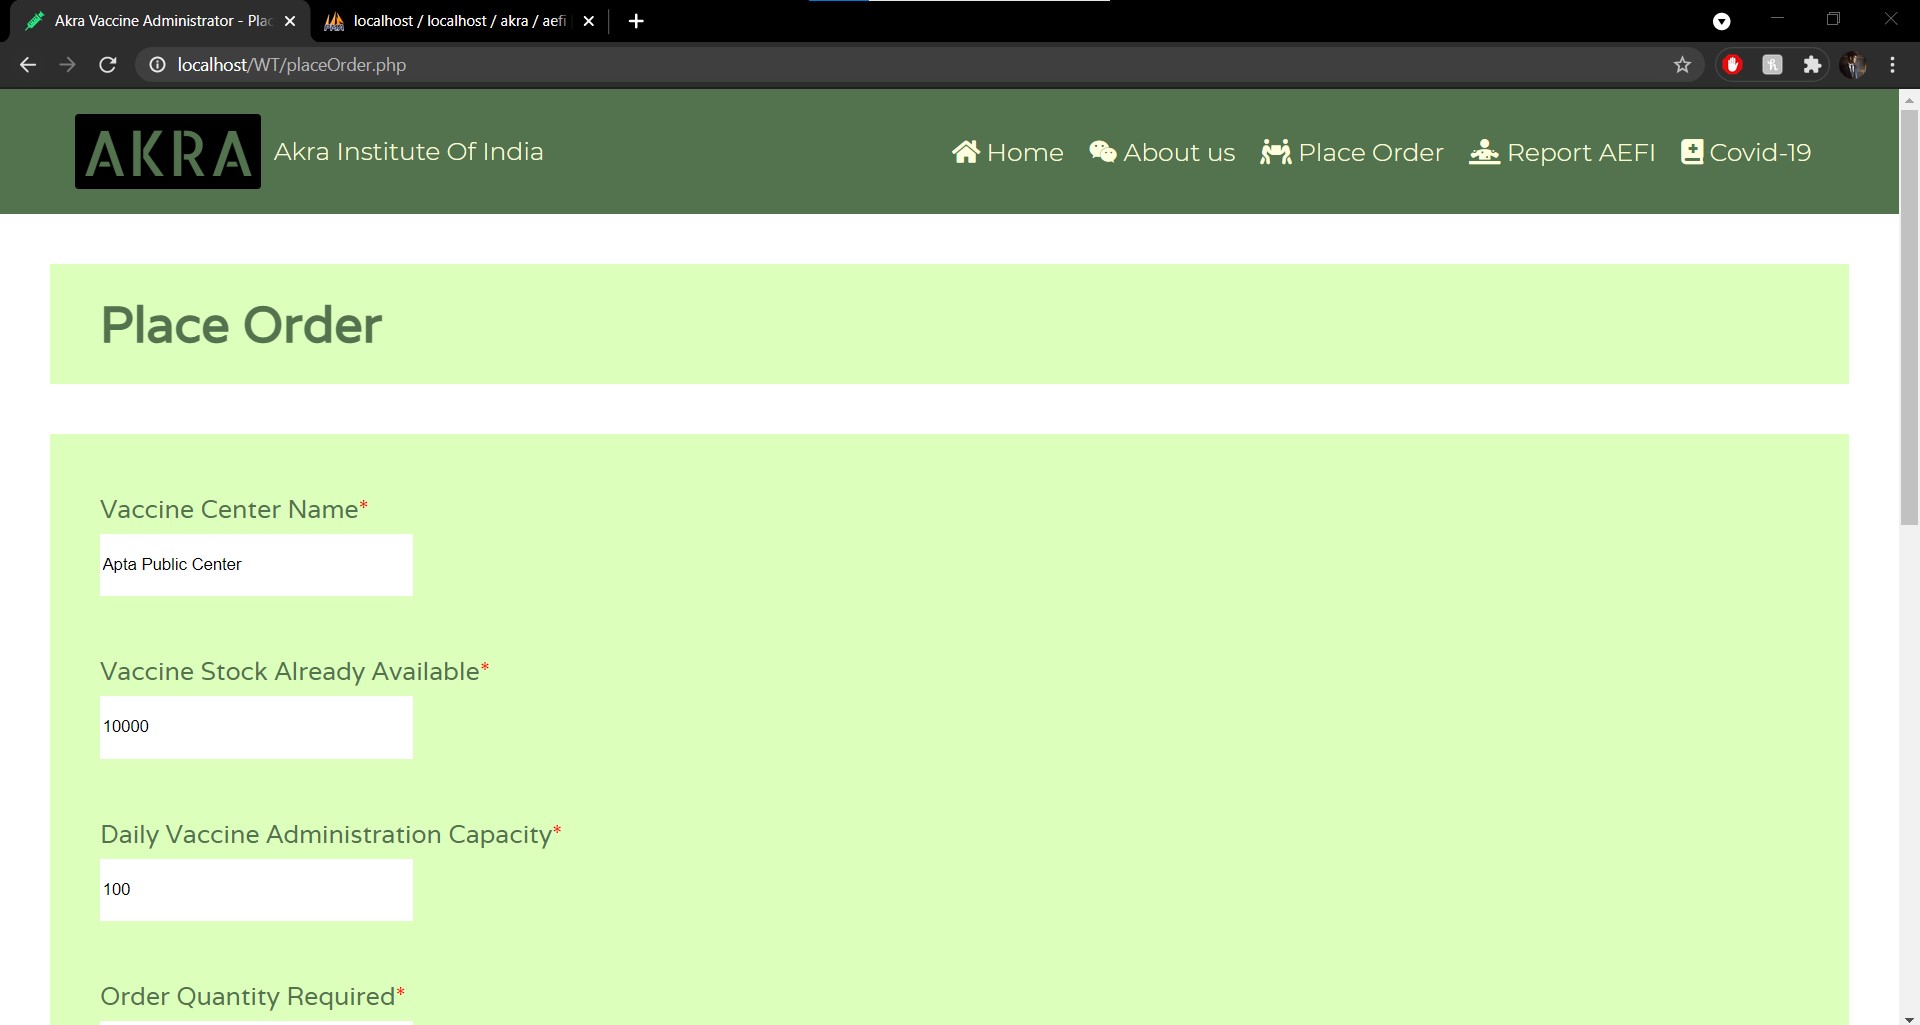 Akra Vaccine Administrator - Plac
localhost / localhost / akra / aefi
localhost/WT/placeOrder.php
AKRA
Akra Institute Of India
Home
About us
Place Order
Report AEFI
Covid-19
Place Order
Vaccine Center Name*
Apta Public Center
Vaccine Stock Already Available*
10000
Daily Vaccine Administration Capacity*
100
Order Quantity Required*